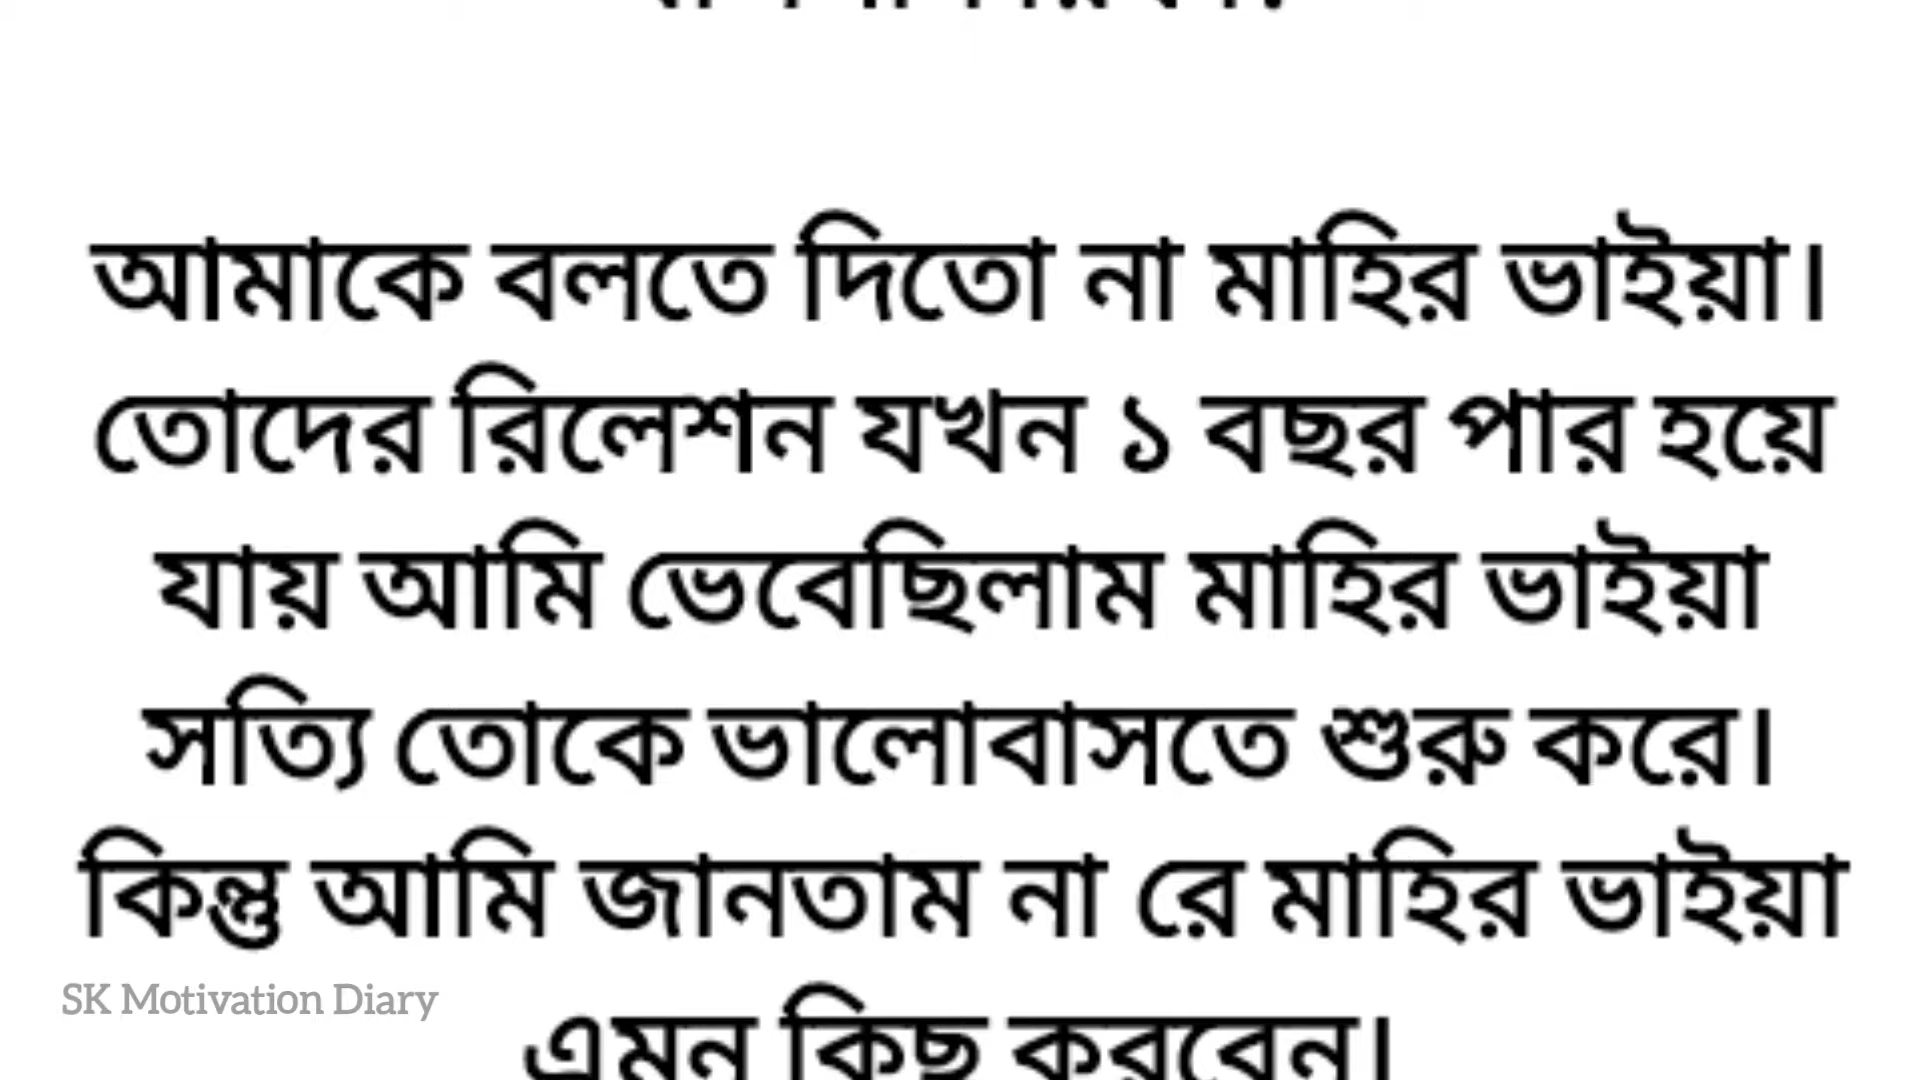 আমাকে বলতে দিতো না মাহির ভাইয়া।
তোদের রিলেশন যখন ১ বছর পার হয়ে
যায় আমি ভেবেছিলাম মাহির ভাইয়া
সত্যি তোকে ভালোবাসতে শুরু করে।
কিন্তু আমি জানতাম না রে মাহির ভাইয়া
SK Motivation Diary
এমন কিছু করবেন।